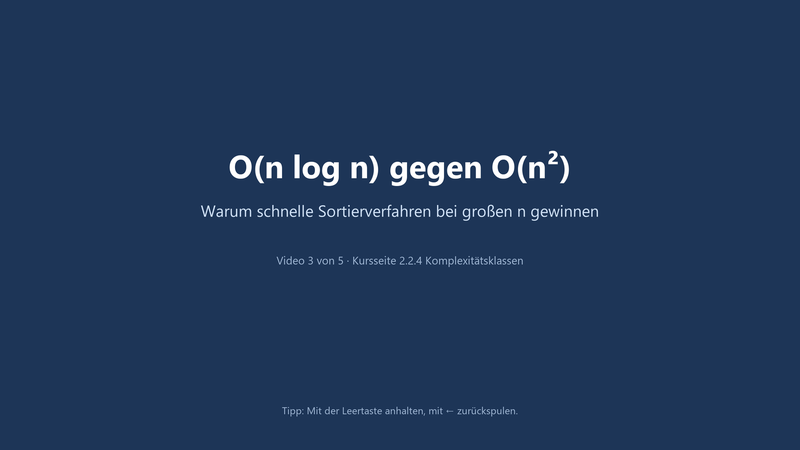 O(n log n) gegen O(n²)
Warum schnelle Sortierverfahren bei großen n gewinnen
Video 3 von 5 · Kursseite 2.2.4 Komplexitätsklassen
Tipp: Mit der Leertaste anhalten, mit ← zurückspulen.